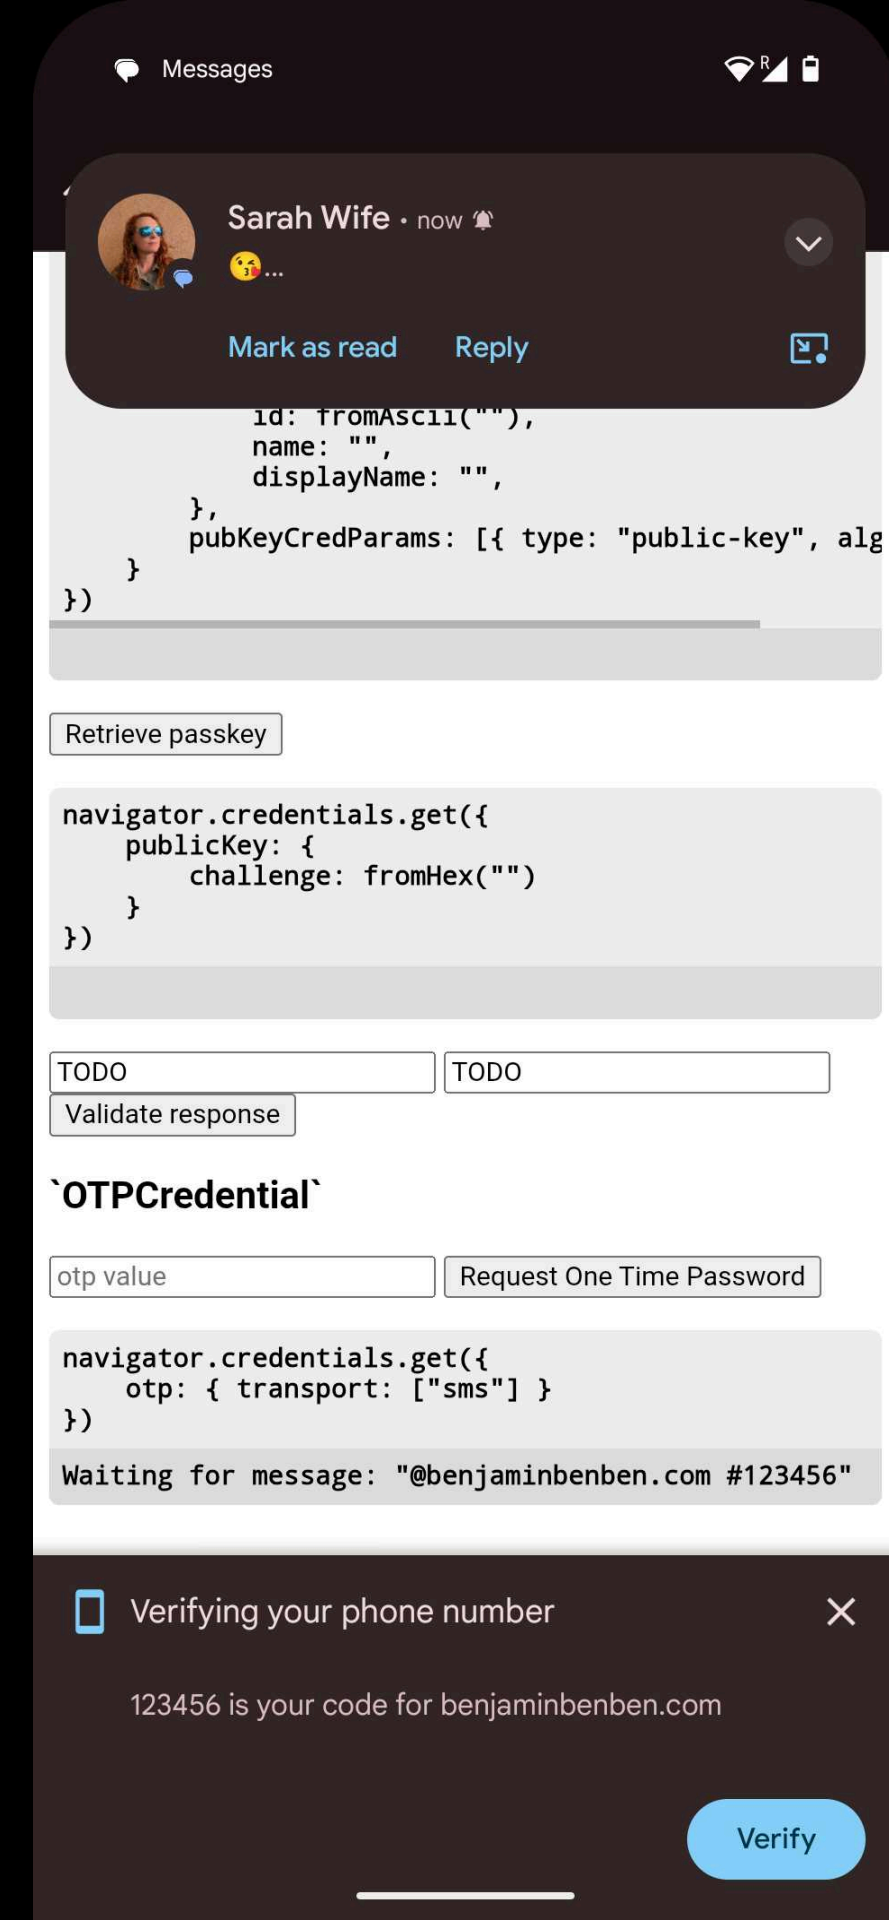 Messages
R
Sarah Wife • now
😘...
Mark as read Reply
id: fromAscii(""),
name: "",
displayName: "",
},
pubKeyCredParams: [{ type: "public-key", alg
}
})
Retrieve passkey
navigator.credentials.get({
publicKey: {
challenge: fromHex("")
}
})
TODO TODO
Validate response
`OTPCredential`
otp value Request One Time Password
navigator.credentials.get({
otp: { transport: ["sms"] }
})
Waiting for message: "@benjaminbenben.com #123456"
Verifying your phone number
123456 is your code for benjaminbenben.com
Verify